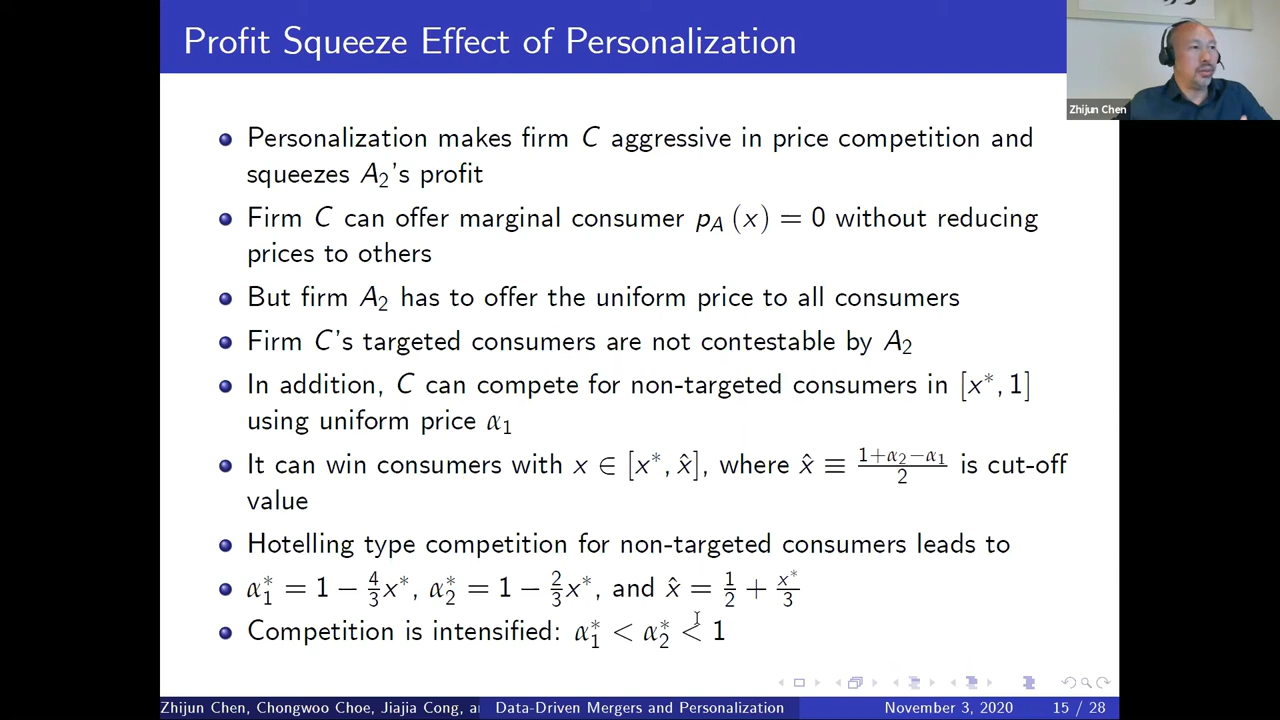 Profit Squeeze Effect of Personalization
Zhijun Chen
Personalization makes firm C aggressive in price competition and
squeezes A₂'s profit
Firm C can offer marginal consumer p_A (x) = 0 without reducing
prices to others
But firm A₂ has to offer the uniform price to all consumers
Firm C's targeted consumers are not contestable by A₂
In addition, C can compete for non-targeted consumers in [x*, 1]
using uniform price α₁
It can win consumers with x ∈ [x*, x̂], where x̂ ≡ (1+α₂−α₁)/2 is cut-off
value
Hotelling type competition for non-targeted consumers leads to
α₁* = 1 − 4/3 x*, α₂* = 1 − 2/3 x*, and x̂ = 1/2 + x*/3
Competition is intensified: α₁* < α₂* < 1
Zhijun Chen, Chongwoo Choe, Jiajia Cong, Data-Driven Mergers and Personalization November 3, 2020 15 / 28